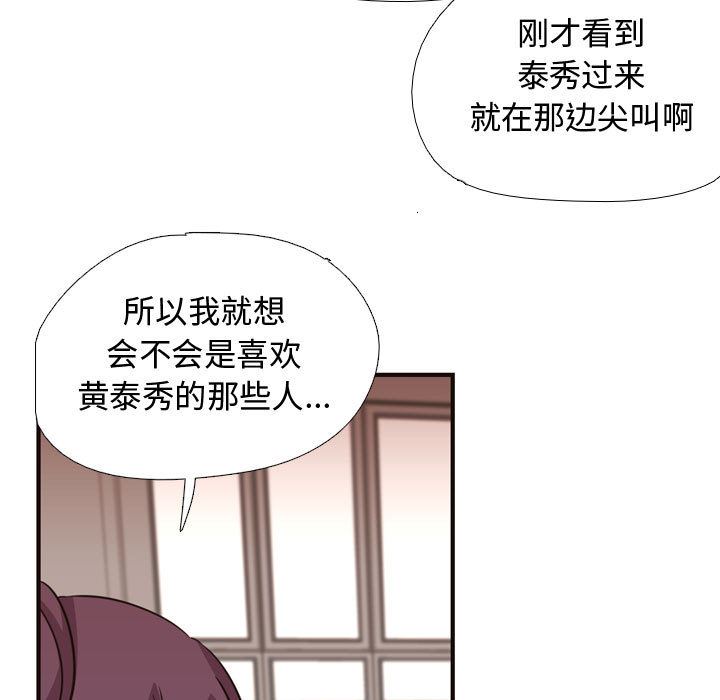 刚才看到
泰秀过来
就在那边尖叫啊
所以我就想
会不会是喜欢
黄泰秀的那些人...